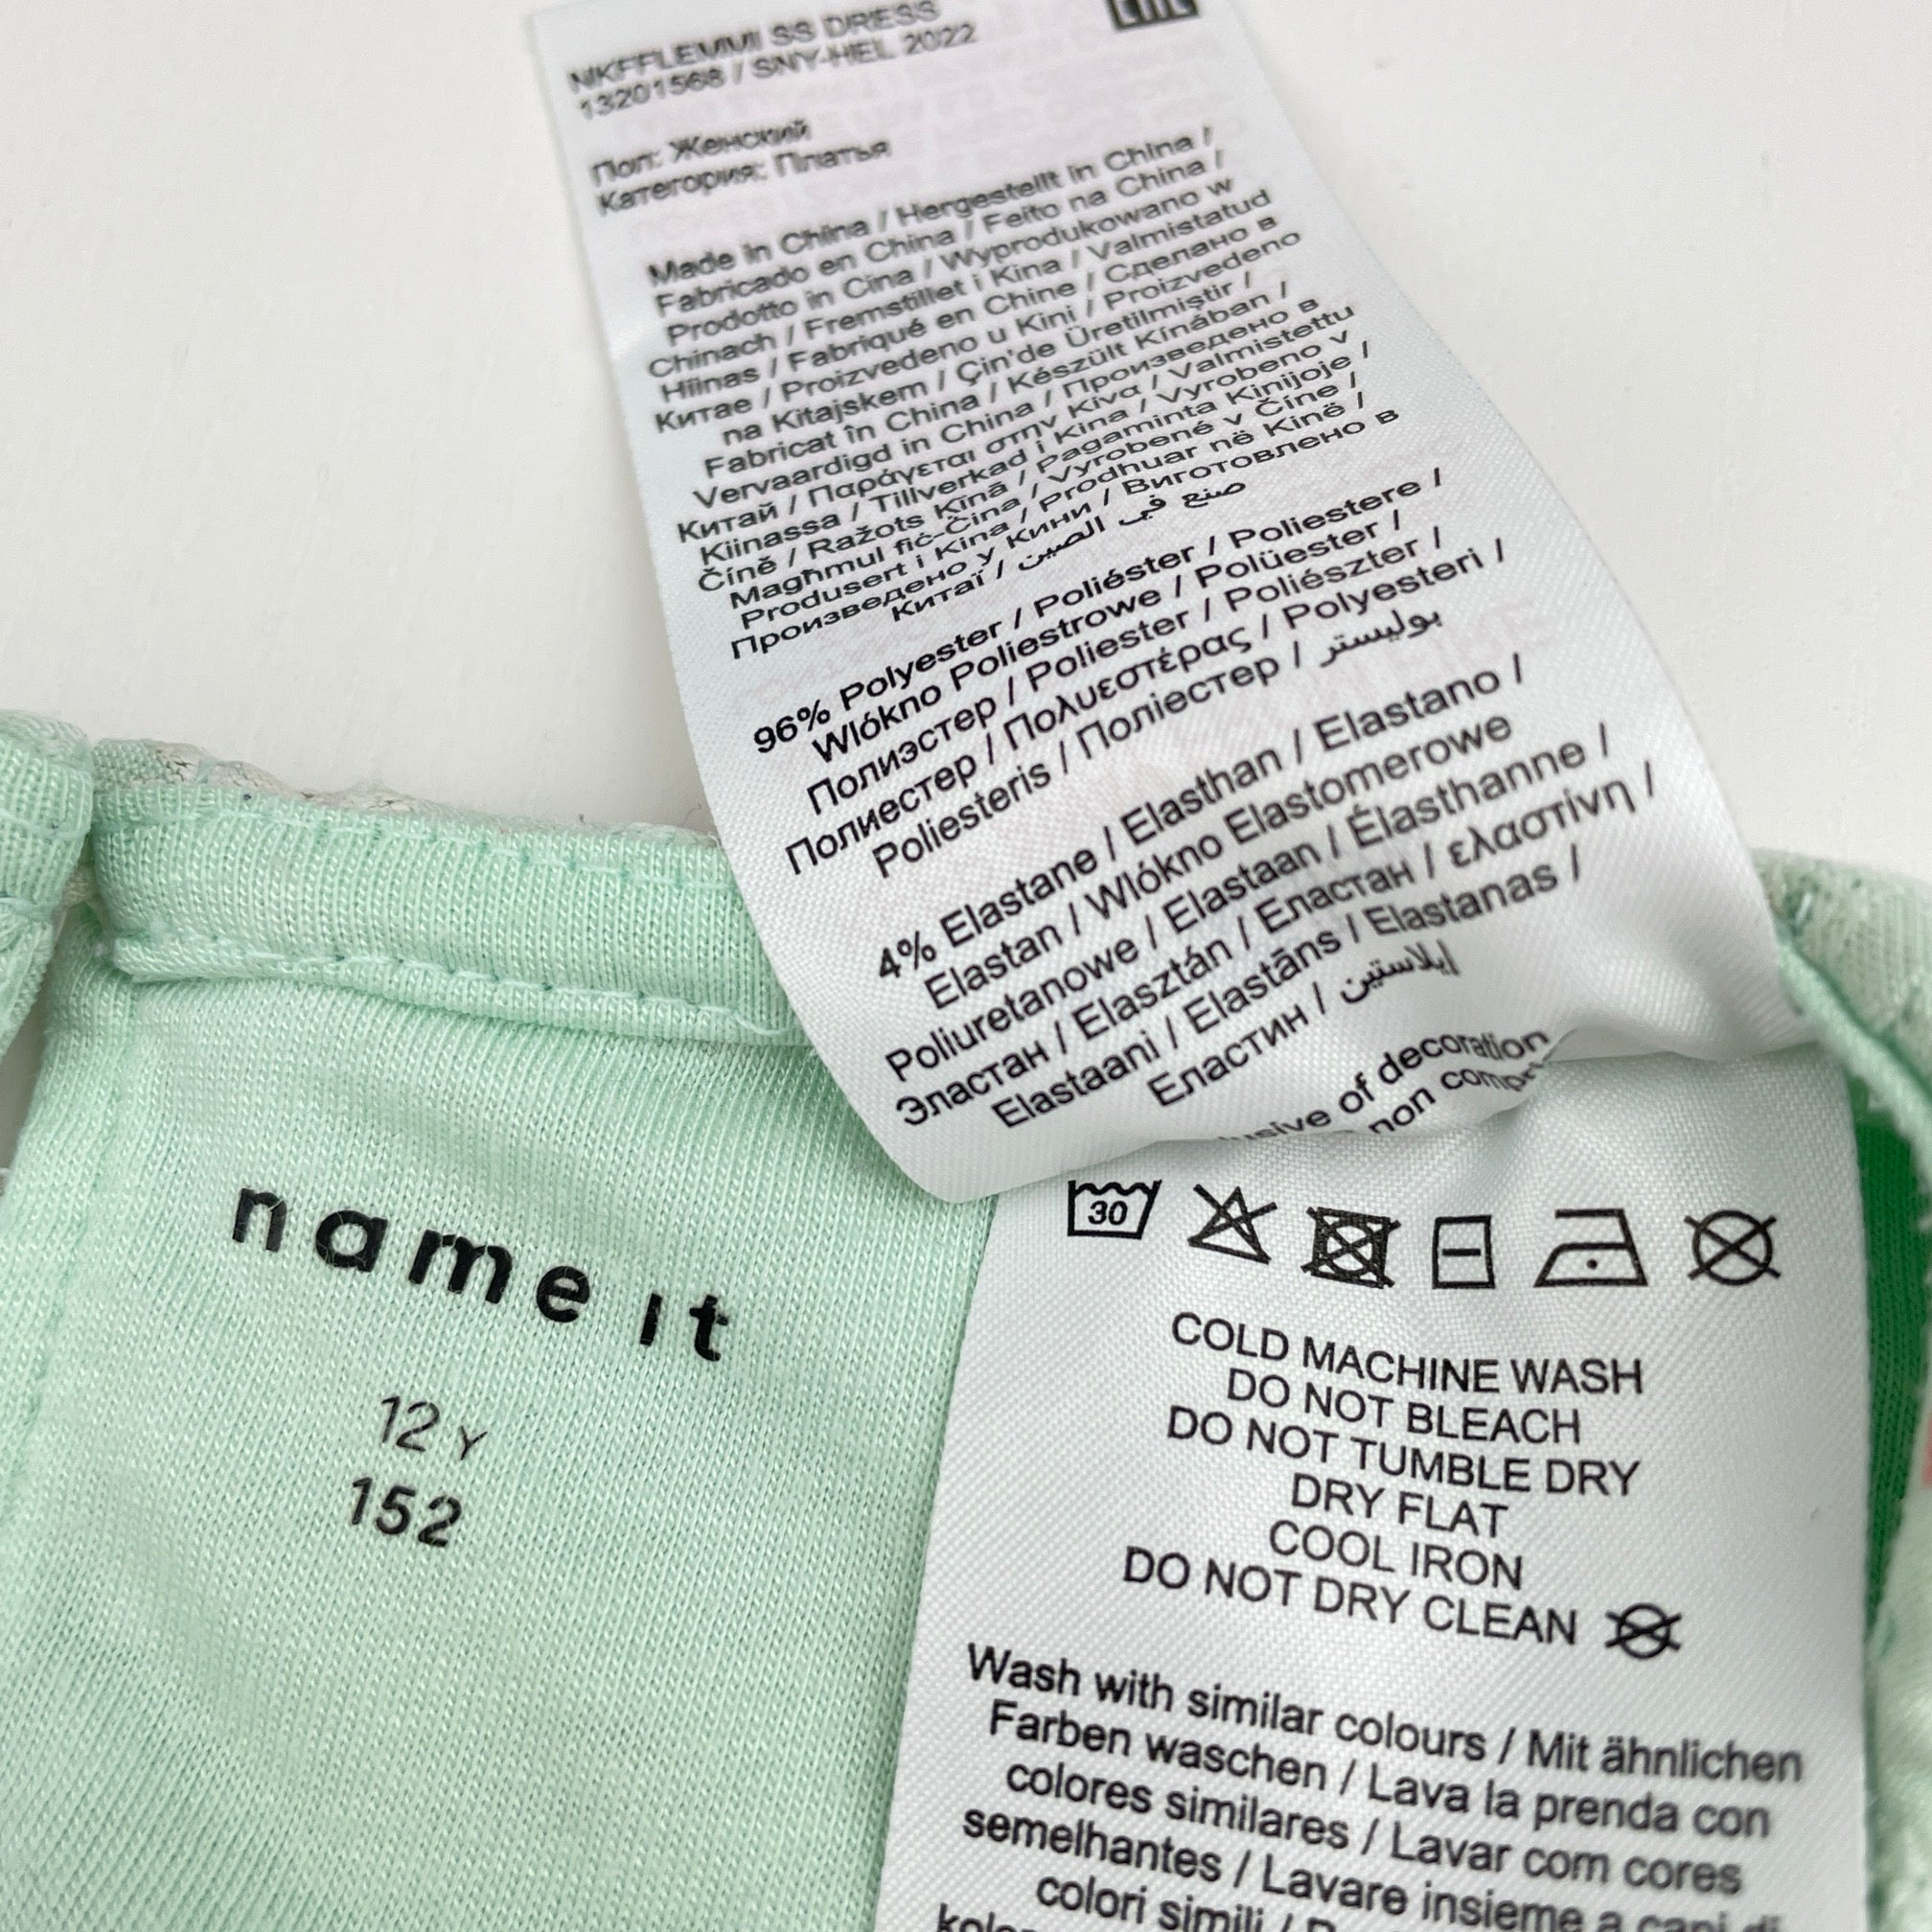 NKFFLEMMI SS DRESS
13201568 / SNY-HEL 2022
EAC
Пол: Женский
Категория: Платья
Made in China / Hergestellt in China /
Fabricado en China / Feito na China /
Prodotto in Cina / Wyprodukowano w
Chinach / Fremstillet i Kina / Valmistatud
Hiinas / Fabriqué en Chine / Сделано в
Китае / Proizvedeno u Kini / Proizvedeno
na Kitajskem / Çin'de Üretilmiştir /
Fabricat în China / Készült Kínában /
Vervaardigd in China / Произведено в
Китай / Παράγεται στην Κίνα / Valmistettu
Kiinassa / Tillverkad i Kina / Vyrobeno v
Číně / Ražots Ķīnā / Pagaminta Kinijoje /
Magħmul fiċ-Ċina / Vyrobené v Číne /
Produsert i Kina / Prodhuar në Kinë /
Произведено у Кини / Виготовлено в
Китаї / صنع في الصين
96% Polyester / Poliéster / Poliestere /
Wlókno Poliestrowe / Polüester /
Полиэстер / Poliester / Poliészter /
Полиестер / Πολυεστέρας / Polyesteri /
Poliesteris / Поліестер / بوليستر
4% Elastane / Elasthan / Elastano /
Elastan / Wlókno Elastomerowe
Poliuretanowe / Elastaan / Élasthanne /
Эластан / Elasztán / Еластан / ελαστίνη /
Elastaani / Elastāns / Elastanas /
Еластин / إيلاستين
of decoration
non
name it
12 Y
152
30
COLD MACHINE WASH
DO NOT BLEACH
DO NOT TUMBLE DRY
DRY FLAT
COOL IRON
DO NOT DRY CLEAN
Wash with similar colours / Mit ähnlichen
Farben waschen / Lava la prenda con
colores similares / Lavar com cores
semelhantes / Lavare insieme a capi di
colori simili /